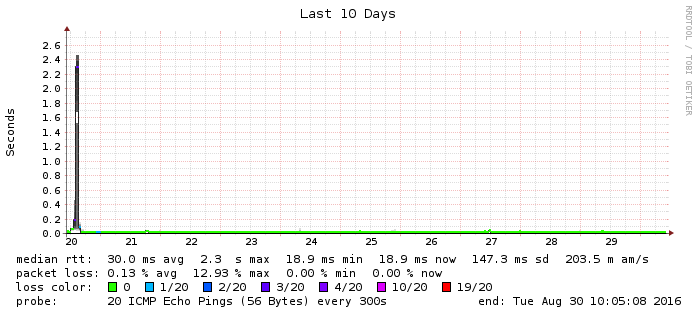 Last 10 Days
RRDTOOL / TOBI OETIKER
Seconds
2.6
2.4
2.2
2.0
1.8
1.6
1.4
1.2
1.0
0.8
0.6
0.4
0.2
0.0
20 21 22 23 24 25 26 27 28 29
median rtt: 30.0 ms avg 2.3 s max 18.9 ms min 18.9 ms now 147.3 ms sd 203.5 m am/s
packet loss: 0.13 % avg 12.93 % max 0.00 % min 0.00 % now
loss color: 0 1/20 2/20 3/20 4/20 10/20 19/20
probe: 20 ICMP Echo Pings (56 Bytes) every 300s end: Tue Aug 30 10:05:08 2016